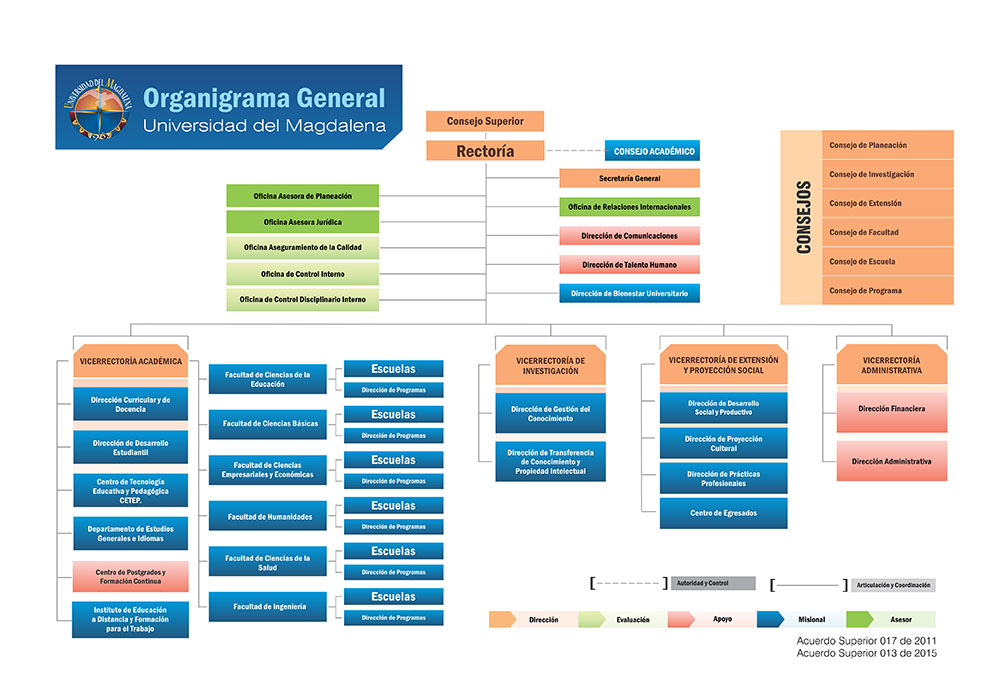 UNIVERSIDAD DEL MAGDALENA
Organigrama General
Universidad del Magdalena
Consejo Superior
Rectoría
CONSEJO ACADÉMICO
Secretaría General
Oficina de Relaciones Internacionales
Dirección de Comunicaciones
Dirección de Talento Humano
Dirección de Bienestar Universitario
Oficina Asesora de Planeación
Oficina Asesora Jurídica
Oficina Aseguramiento de la Calidad
Oficina de Control Interno
Oficina de Control Disciplinario Interno
CONSEJOS
Consejo de Planeación
Consejo de Investigación
Consejo de Extensión
Consejo de Facultad
Consejo de Escuela
Consejo de Programa
VICERRECTORÍA ACADÉMICA
Dirección Curricular y de
Docencia
Dirección de Desarrollo
Estudiantil
Centro de Tecnología
Educativa y Pedagógica
CETEP.
Departamento de Estudios
Generales e Idiomas
Centro de Postgrados y
Formación Continua
Instituto de Educación
a Distancia y Formación
para el Trabajo
Facultad de Ciencias de la
Educación
Escuelas
Dirección de Programas
Facultad de Ciencias Básicas
Escuelas
Dirección de Programas
Facultad de Ciencias
Empresariales y Económicas
Escuelas
Dirección de Programas
Facultad de Humanidades
Escuelas
Dirección de Programas
Facultad de Ciencias de la
Salud
Escuelas
Dirección de Programas
Facultad de Ingeniería
Escuelas
Dirección de Programas
VICERRECTORÍA DE
INVESTIGACIÓN
Dirección de Gestión del
Conocimiento
Dirección de Transferencia
de Conocimiento y
Propiedad Intelectual
VICERRECTORÍA DE EXTENSIÓN
Y PROYECCIÓN SOCIAL
Dirección de Desarrollo
Social y Productivo
Dirección de Proyección
Cultural
Dirección de Prácticas
Profesionales
Centro de Egresados
VICERRECTORÍA
ADMINISTRATIVA
Dirección Financiera
Dirección Administrativa
Autoridad y Control
Articulación y Coordinación
Dirección
Evaluación
Apoyo
Misional
Asesor
Acuerdo Superior 017 de 2011
Acuerdo Superior 013 de 2015